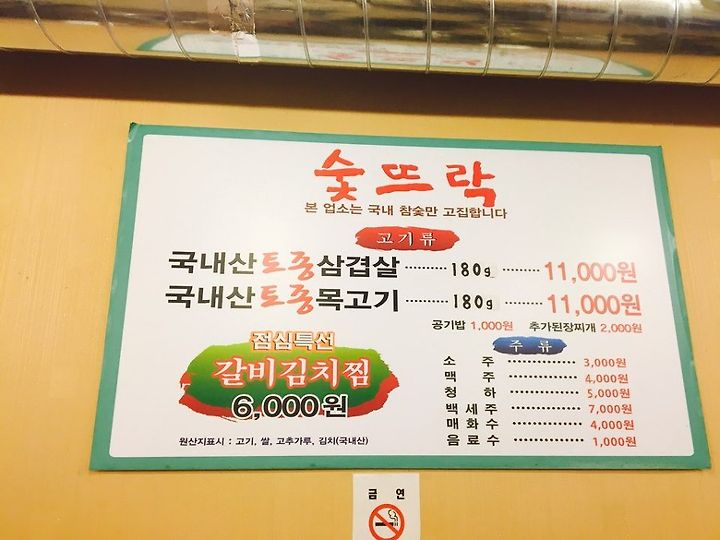 숯뜨락
본 업소는 국내 참숯만 고집합니다
고기류
국내산토종삼겹살 ········ 180g ········ 11,000원
국내산토종목고기 ········ 180g ········ 11,000원
공기밥 1,000원 추가된장찌개 2,000원
점심특선
갈비김치찜
6,000원
원산지표시 : 고기, 쌀, 고추가루, 김치(국내산)
주 류
소 주 ················ 3,000원
맥 주 ················ 4,000원
청 하 ················ 5,000원
백 세 주 ················ 7,000원
매 화 수 ················ 4,000원
음 료 수 ················ 1,000원
금 연